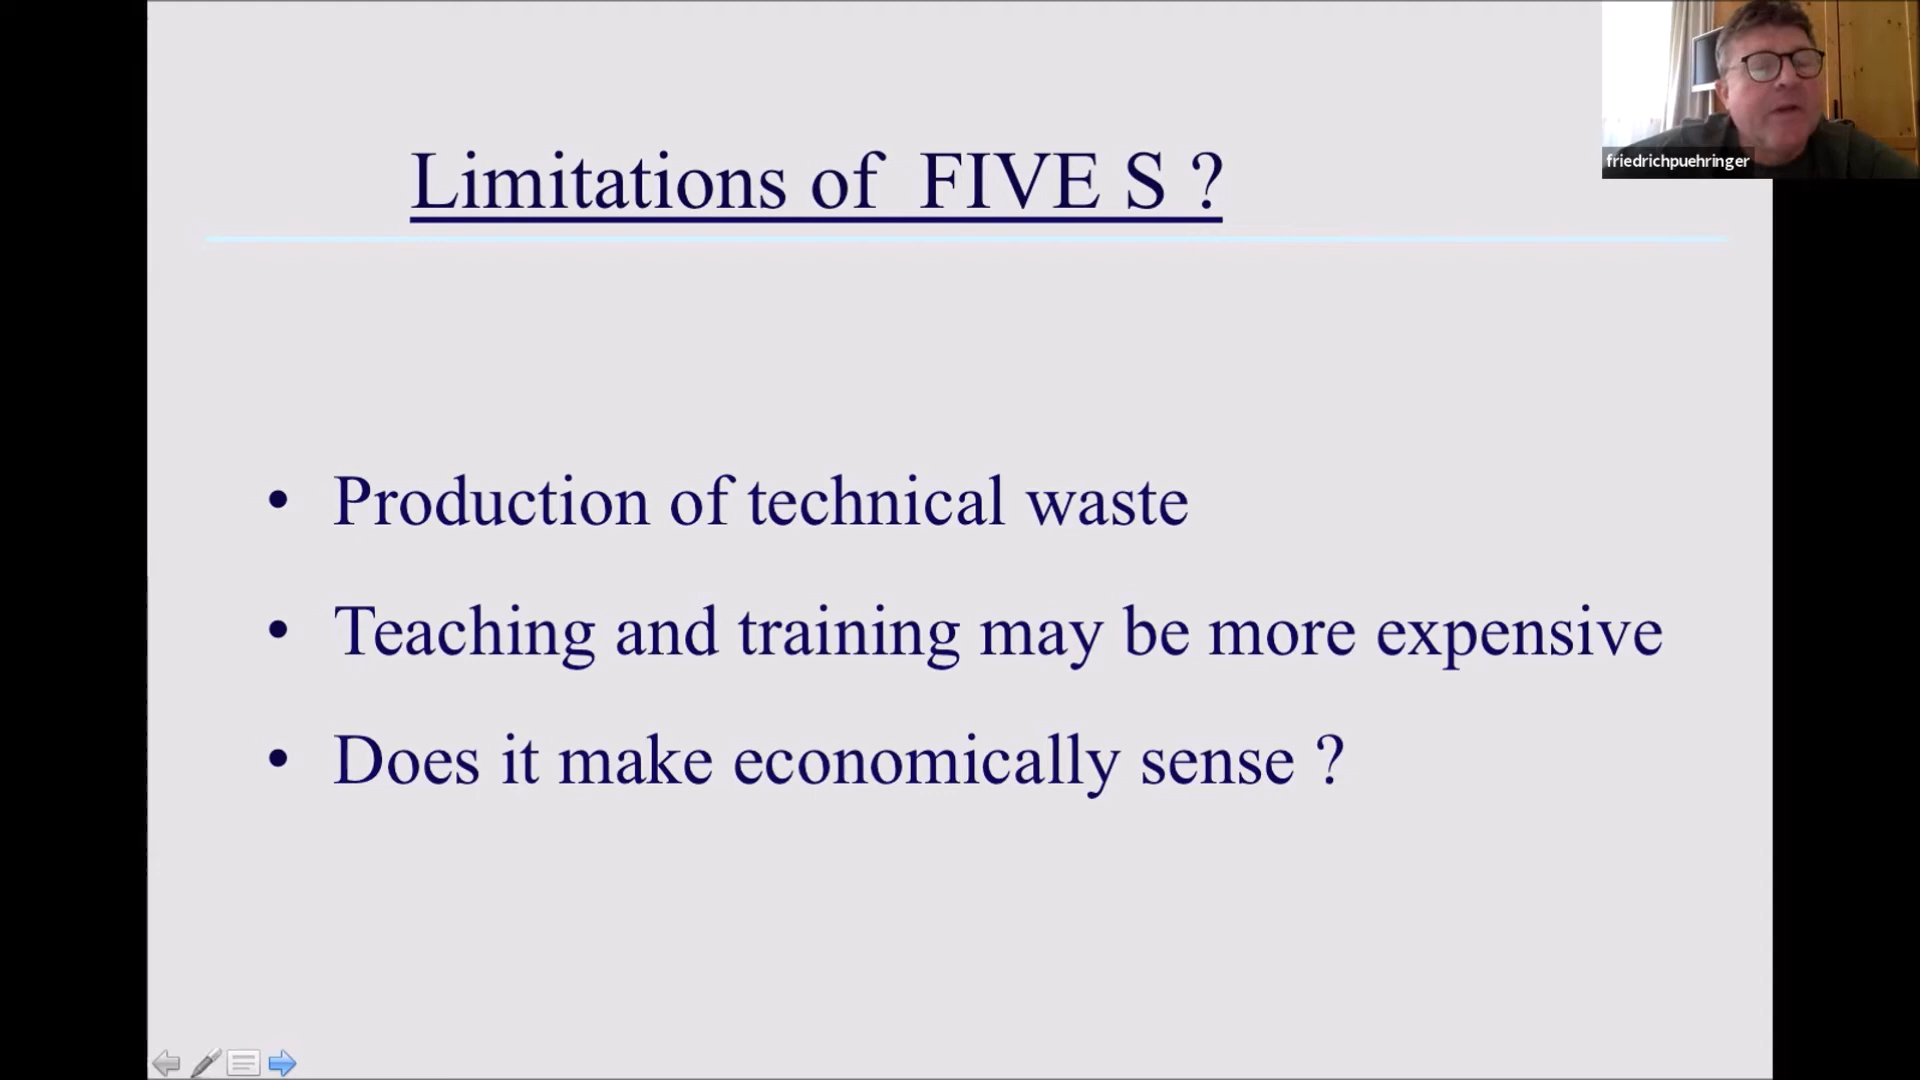 Limitations of FIVE S ?
friedrichpuehringer
• Production of technical waste
• Teaching and training may be more expensive
• Does it make economically sense ?